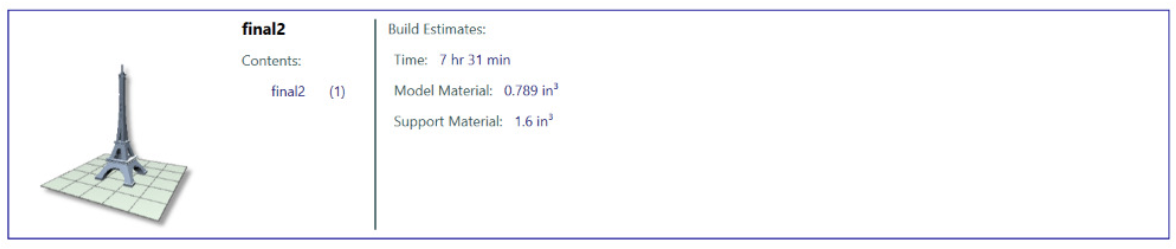 final2
Contents:
final2 (1)
Build Estimates:
Time: 7 hr 31 min
Model Material: 0.789 in³
Support Material: 1.6 in³